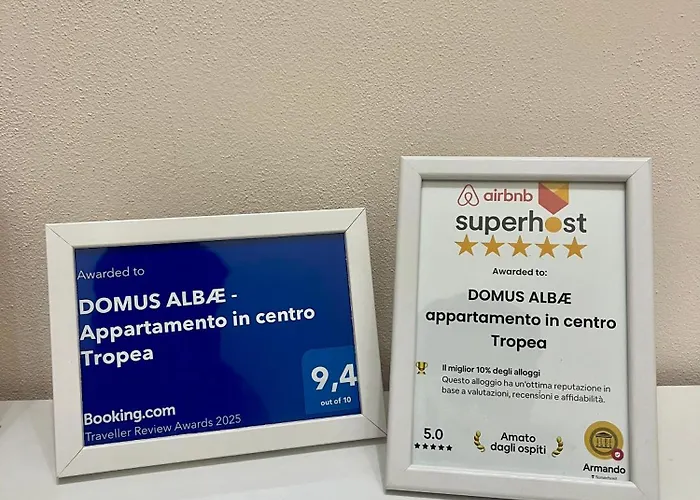 Awarded to
DOMUS ALBÆ -
Appartamento in centro
Tropea
9,4
out of 10
Booking.com
Traveller Review Awards 2025
airbnb
superhost
Awarded to:
DOMUS ALBÆ
appartamento in centro
Tropea
Il miglior 10% degli alloggi
Questo alloggio ha un'ottima reputazione in
base a valutazioni, recensioni e affidabilità.
5.0
Amato
dagli ospiti
Armando